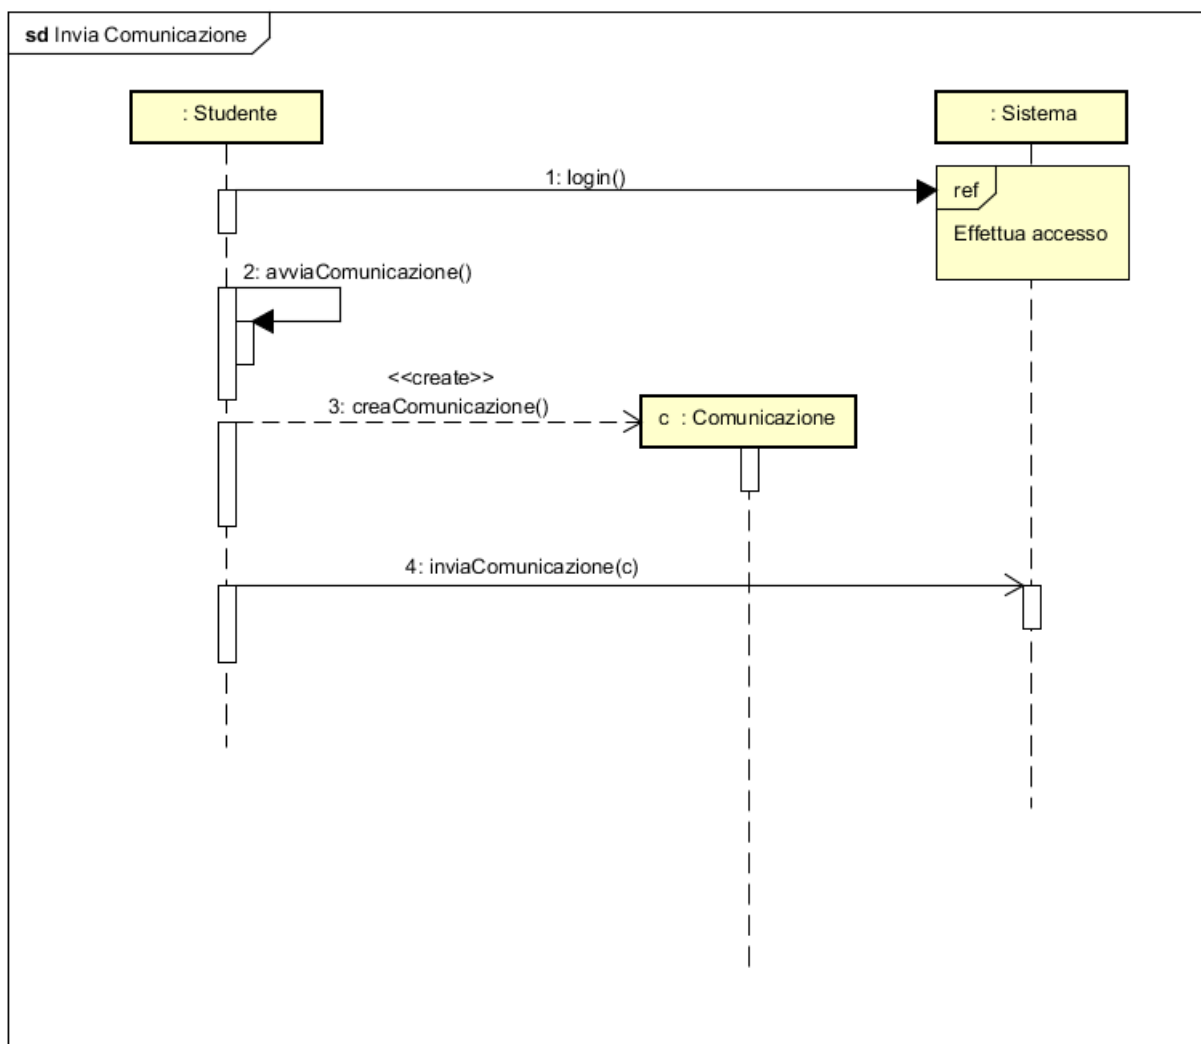 sd Invia Comunicazione
: Studente
: Sistema
1: login()
ref
Effettua accesso
2: avviaComunicazione()
<<create>>
3: creaComunicazione()
c : Comunicazione
4: inviaComunicazione(c)